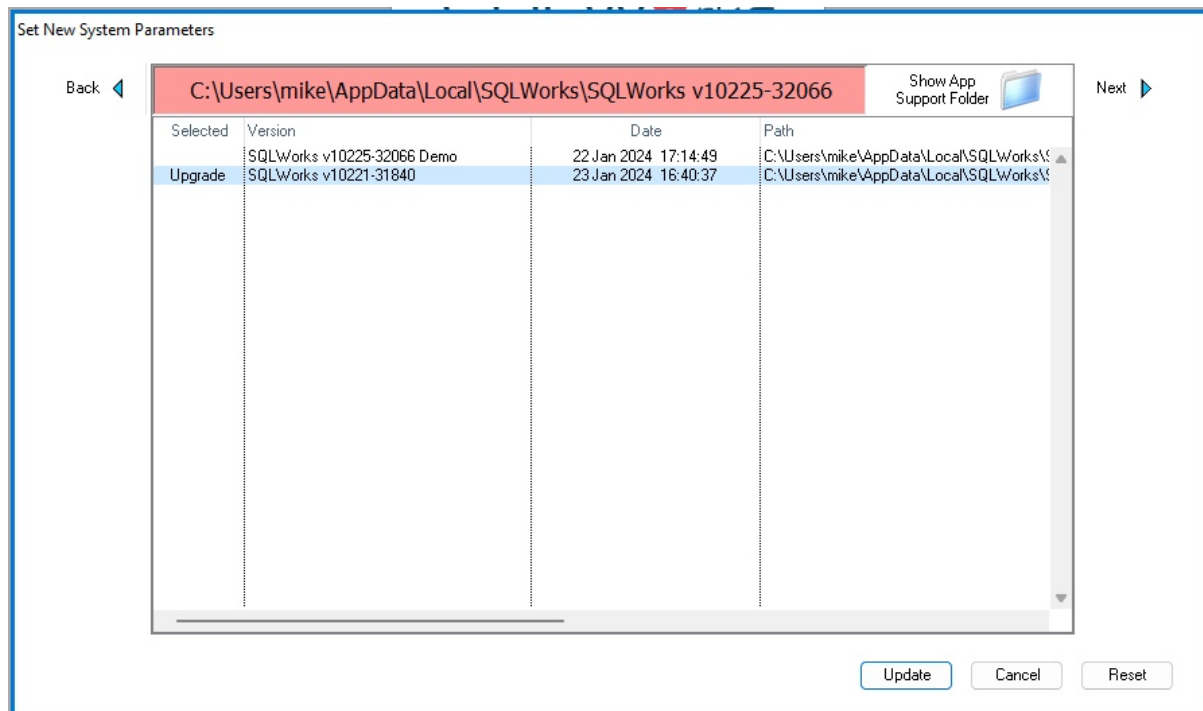 Set New System Parameters
Back
C:\Users\mike\AppData\Local\SQLWorks\SQLWorks v10225-32066
Show App
Support Folder
Next
Selected Version Date Path
SQLWorks v10225-32066 Demo 22 Jan 2024 17:14:49 C:\Users\mike\AppData\Local\SQLWorks\
Upgrade SQLWorks v10221-31840 23 Jan 2024 16:40:37 C:\Users\mike\AppData\Local\SQLWorks\
Update Cancel Reset